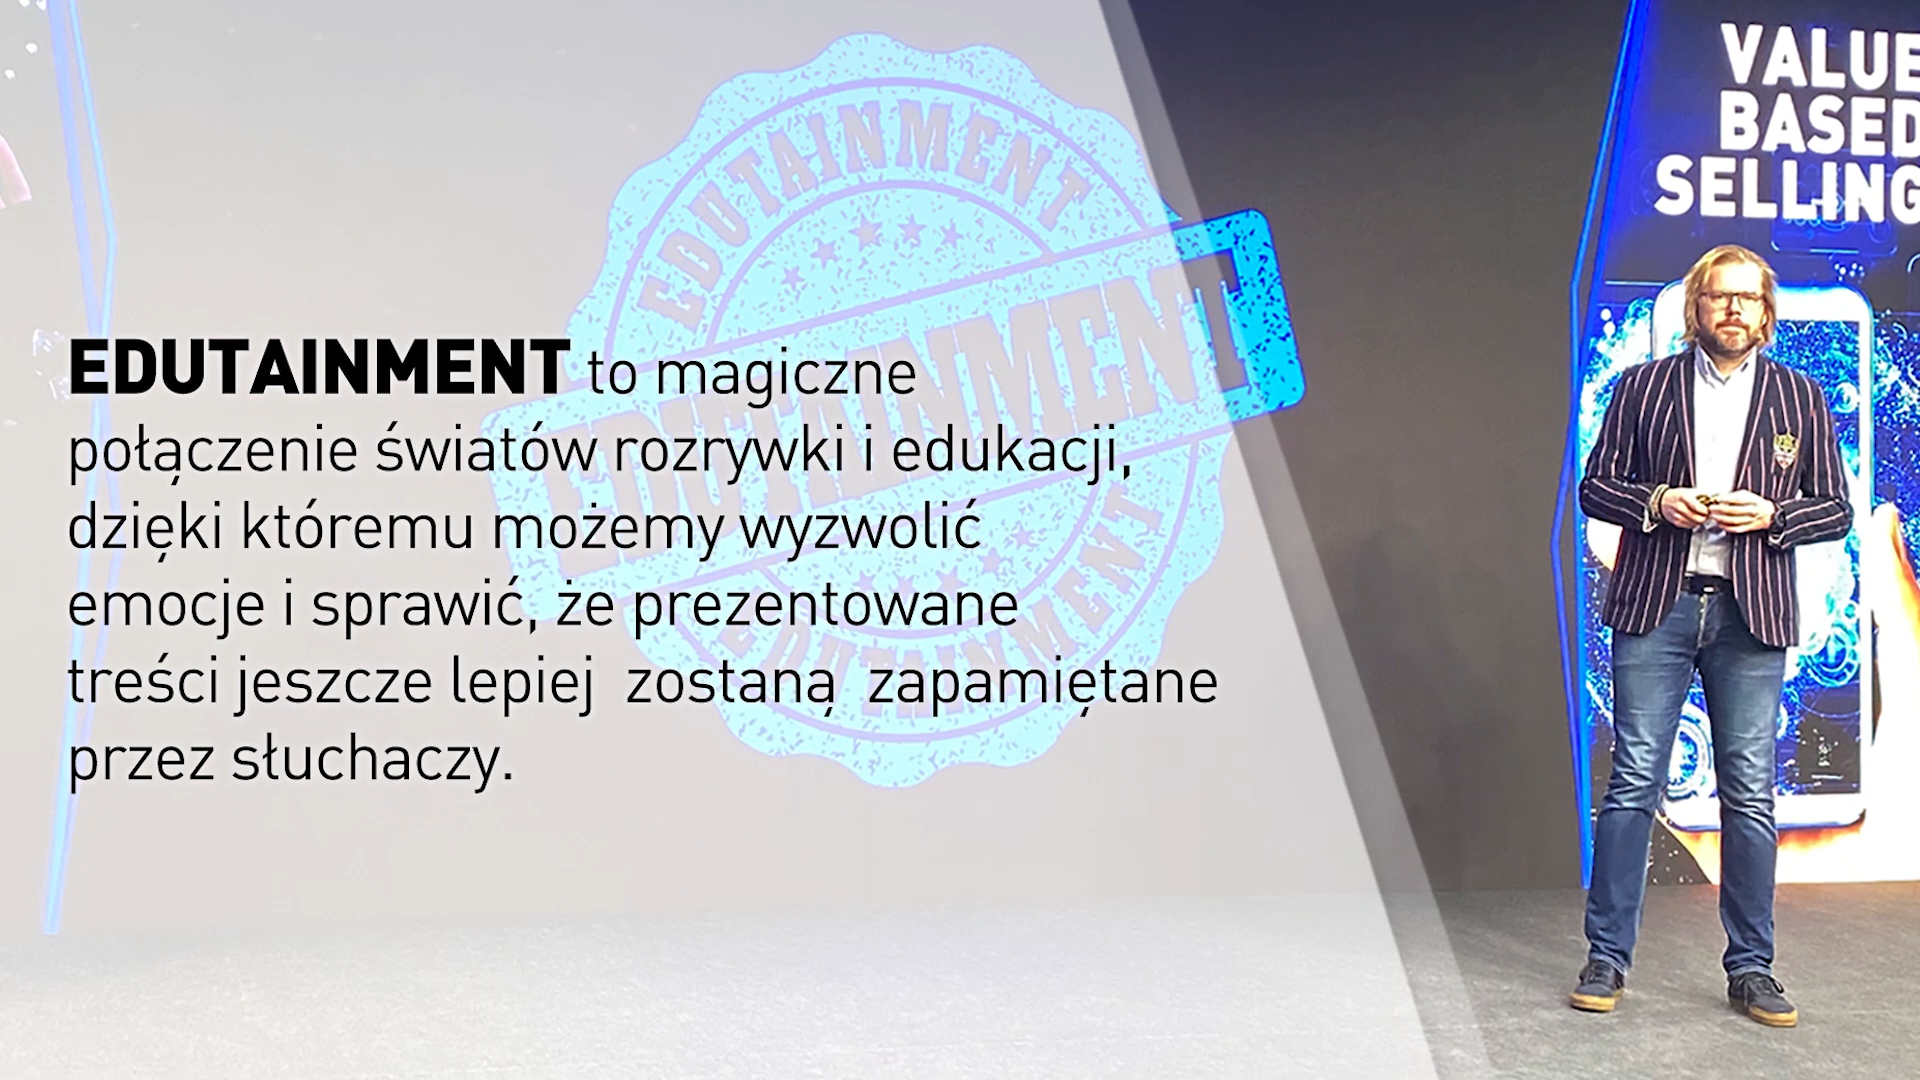 VALUE
BASED
SELLING
EDUTAINMENT
EDUTAINMENT
EDUTAINMENT
EDUTAINMENT to magiczne
połączenie światów rozrywki i edukacji,
dzięki któremu możemy wyzwolić
emocje i sprawić, że prezentowane
treści jeszcze lepiej zostaną zapamiętane
przez słuchaczy.